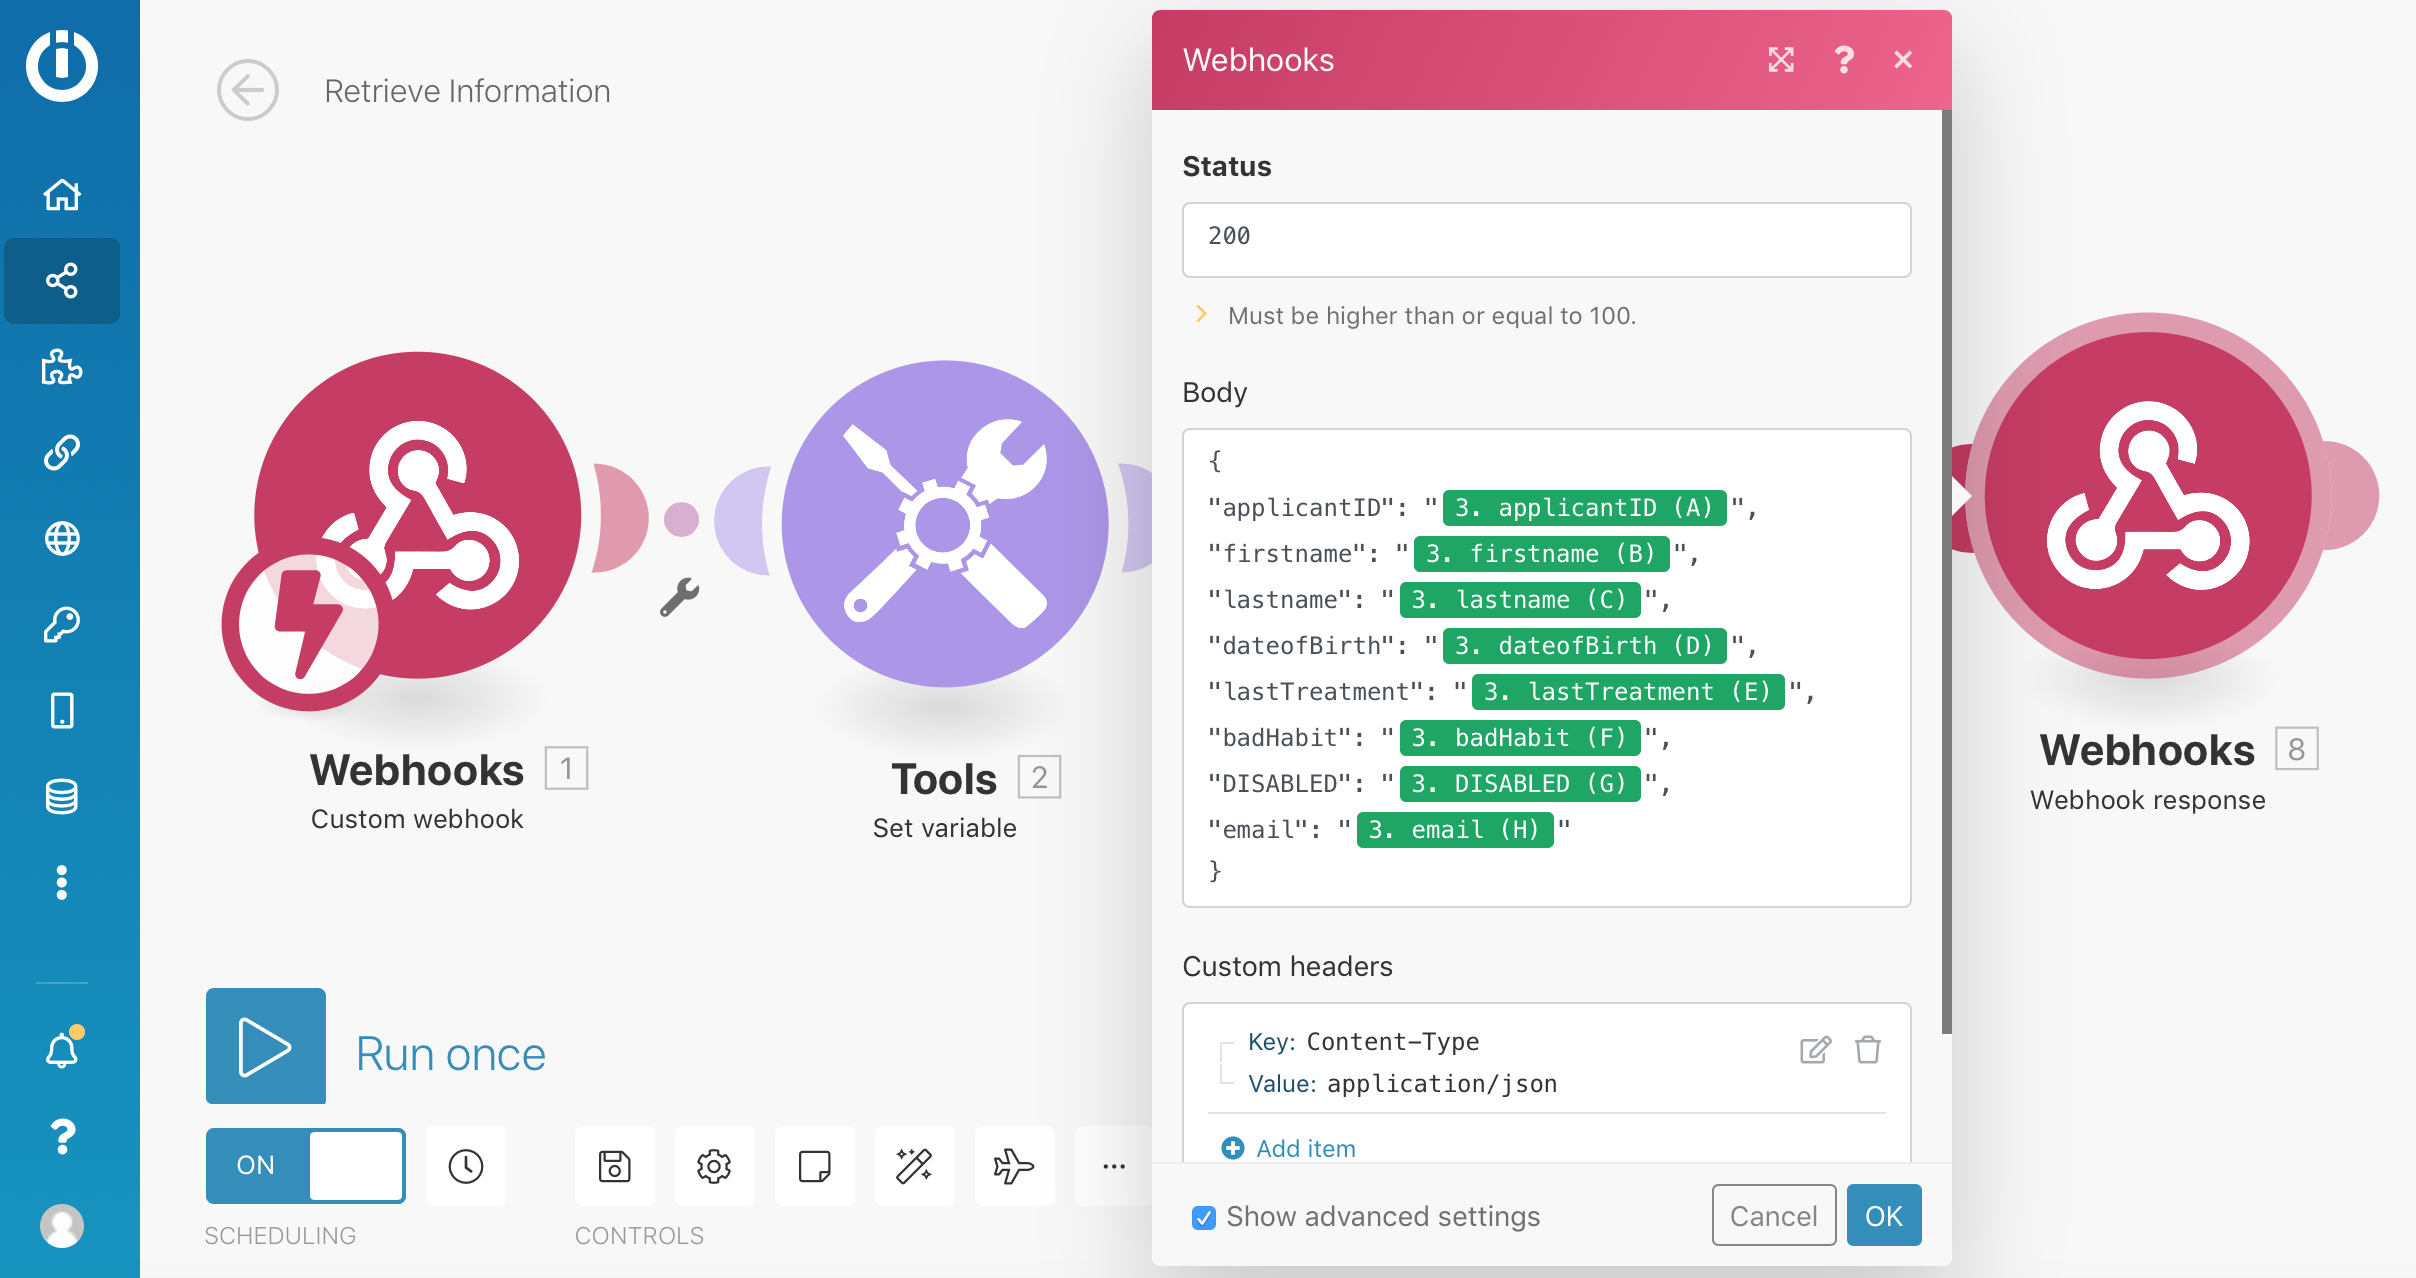 Retrieve Information
Webhooks 1
Custom webhook
Tools 2
Set variable
Run once
ON
SCHEDULING
CONTROLS
Webhooks
Status
200
Must be higher than or equal to 100.
Body
{
"applicantID": "3. applicantID (A)",
"firstname": "3. firstname (B)",
"lastname": "3. lastname (C)",
"dateofBirth": "3. dateofBirth (D)",
"lastTreatment": "3. lastTreatment (E)",
"badHabit": "3. badHabit (F)",
"DISABLED": "3. DISABLED (G)",
"email": "3. email (H)"
}
Custom headers
Key: Content-Type
Value: application/json
Add item
Show advanced settings
Cancel
OK
Webhooks 8
Webhook response